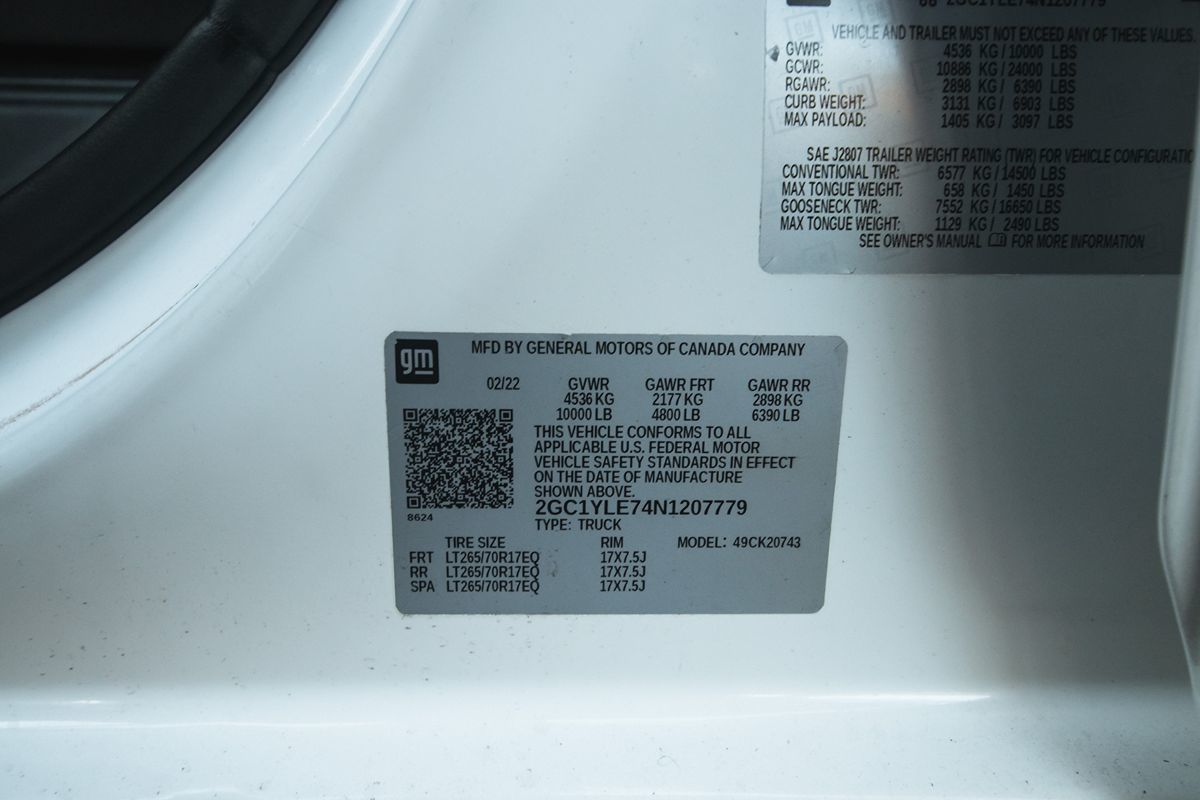 2GC1YLE74N1207779
VEHICLE AND TRAILER MUST NOT EXCEED ANY OF THESE VALUES.
GVWR: 4536 KG / 10000 LBS
GCWR: 10886 KG / 24000 LBS
RGAWR: 2898 KG / 6390 LBS
CURB WEIGHT: 3131 KG / 6903 LBS
MAX PAYLOAD: 1405 KG / 3097 LBS
SAE J2807 TRAILER WEIGHT RATING (TWR) FOR VEHICLE CONFIGURATIO
CONVENTIONAL TWR: 6577 KG / 14500 LBS
MAX TONGUE WEIGHT: 658 KG / 1450 LBS
GOOSENECK TWR: 7552 KG / 16650 LBS
MAX TONGUE WEIGHT: 1129 KG / 2490 LBS
SEE OWNER'S MANUAL FOR MORE INFORMATION
gm
MFD BY GENERAL MOTORS OF CANADA COMPANY
02/22 GVWR GAWR FRT GAWR RR
4536 KG 2177 KG 2898 KG
10000 LB 4800 LB 6390 LB
THIS VEHICLE CONFORMS TO ALL
APPLICABLE U.S. FEDERAL MOTOR
VEHICLE SAFETY STANDARDS IN EFFECT
ON THE DATE OF MANUFACTURE
SHOWN ABOVE.
8624
2GC1YLE74N1207779
TYPE: TRUCK
TIRE SIZE RIM MODEL: 49CK20743
FRT LT265/70R17EQ 17X7.5J
RR LT265/70R17EQ 17X7.5J
SPA LT265/70R17EQ 17X7.5J